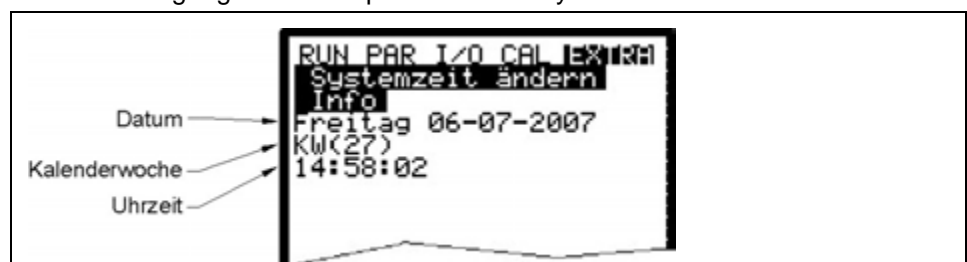 RUN PAR I/O CAL EXTRA
Systemzeit ändern
Info
Datum
Freitag 06-07-2007
Kalenderwoche
KW(27)
Uhrzeit
14:58:02